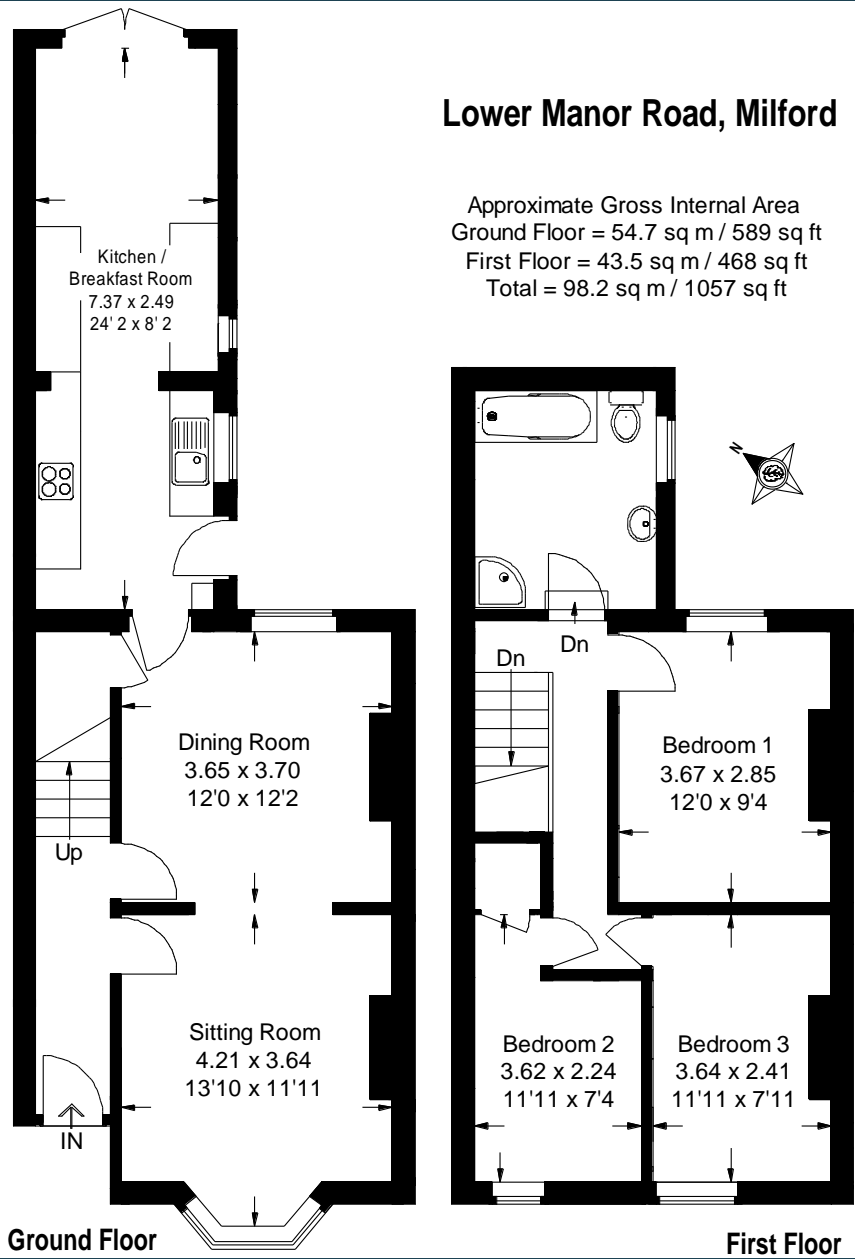 Lower Manor Road, Milford
Approximate Gross Internal Area
Ground Floor = 54.7 sq m / 589 sq ft
First Floor = 43.5 sq m / 468 sq ft
Total = 98.2 sq m / 1057 sq ft
Kitchen /
Breakfast Room
7.37 x 2.49
24' 2 x 8' 2
N
Dn
Dn
Dining Room
3.65 x 3.70
12'0 x 12'2
Bedroom 1
3.67 x 2.85
12'0 x 9'4
Up
Sitting Room
4.21 x 3.64
13'10 x 11'11
Bedroom 2
3.62 x 2.24
11'11 x 7'4
Bedroom 3
3.64 x 2.41
11'11 x 7'11
IN
Ground Floor
First Floor